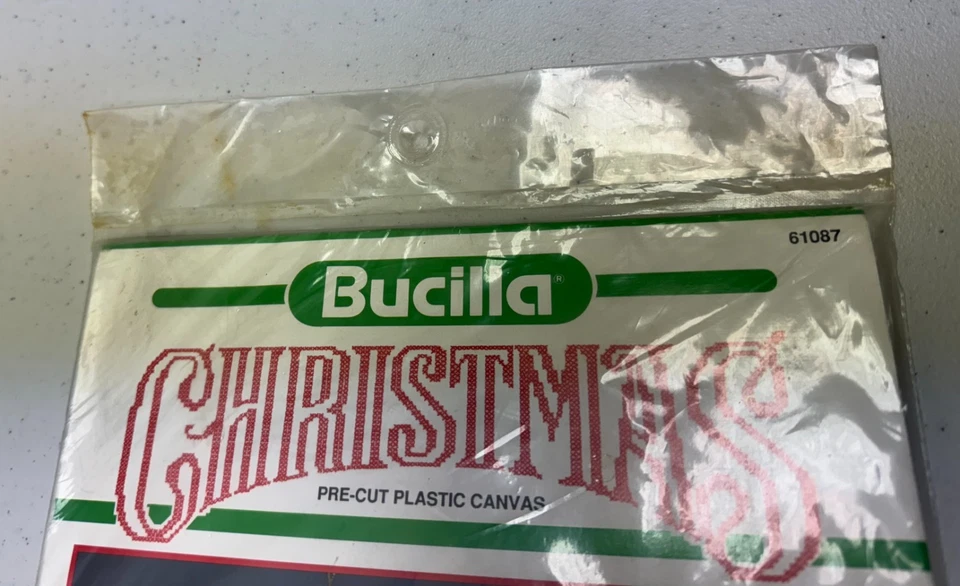 61087
Bucilla®
CHRISTMAS
PRE-CUT PLASTIC CANVAS